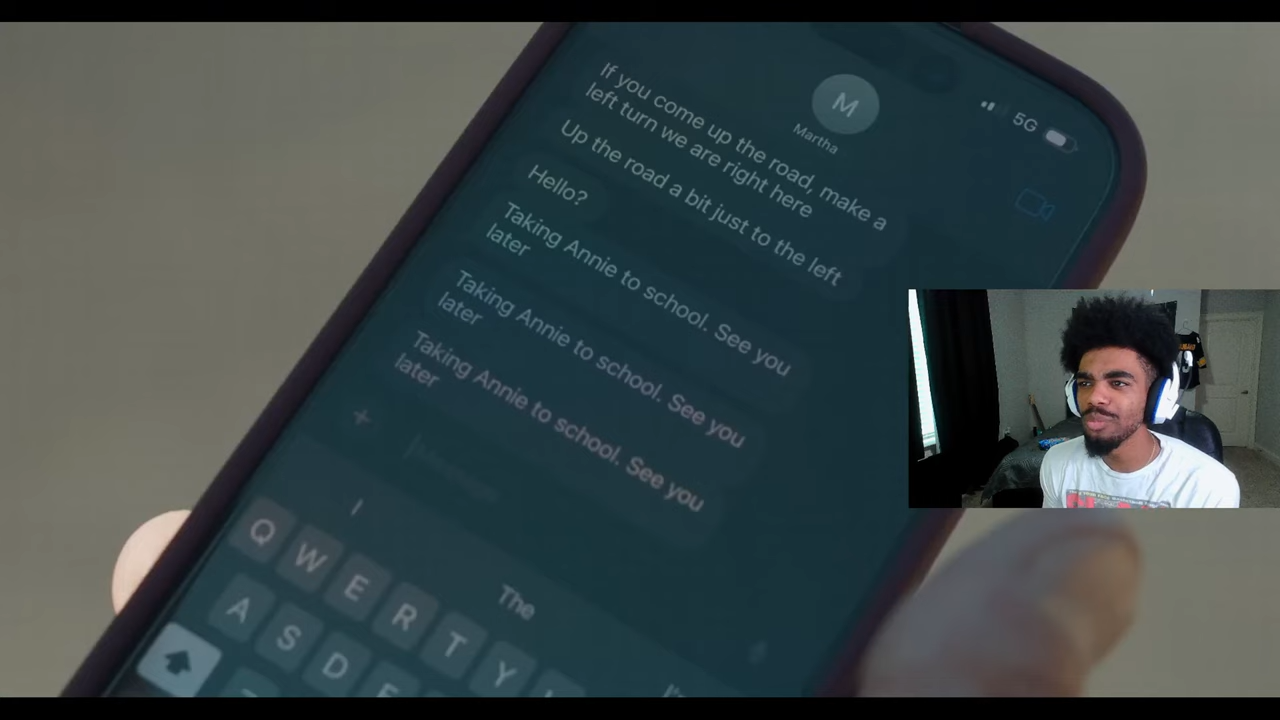 M
5G
Martha
If you come up the road, make a
left turn we are right here
Up the road a bit just to the left
Hello?
Taking Annie to school. See you
later
Taking Annie to school. See you
later
Taking Annie to school. See you
later
I
The
Q W E R T Y
A S D